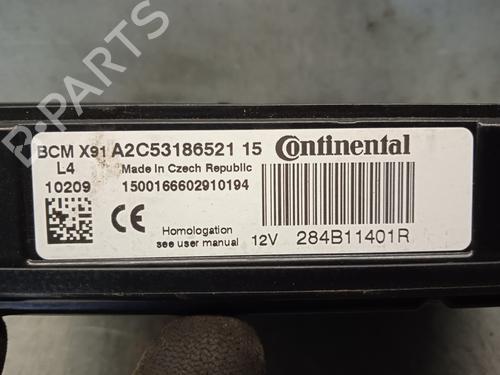 BCM X91 A2C53186521 15 Continental
L4 Made in Czech Republic
10209 1500166602910194
CE Homologation
see user manual 12V 284B11401R
B-PARTS